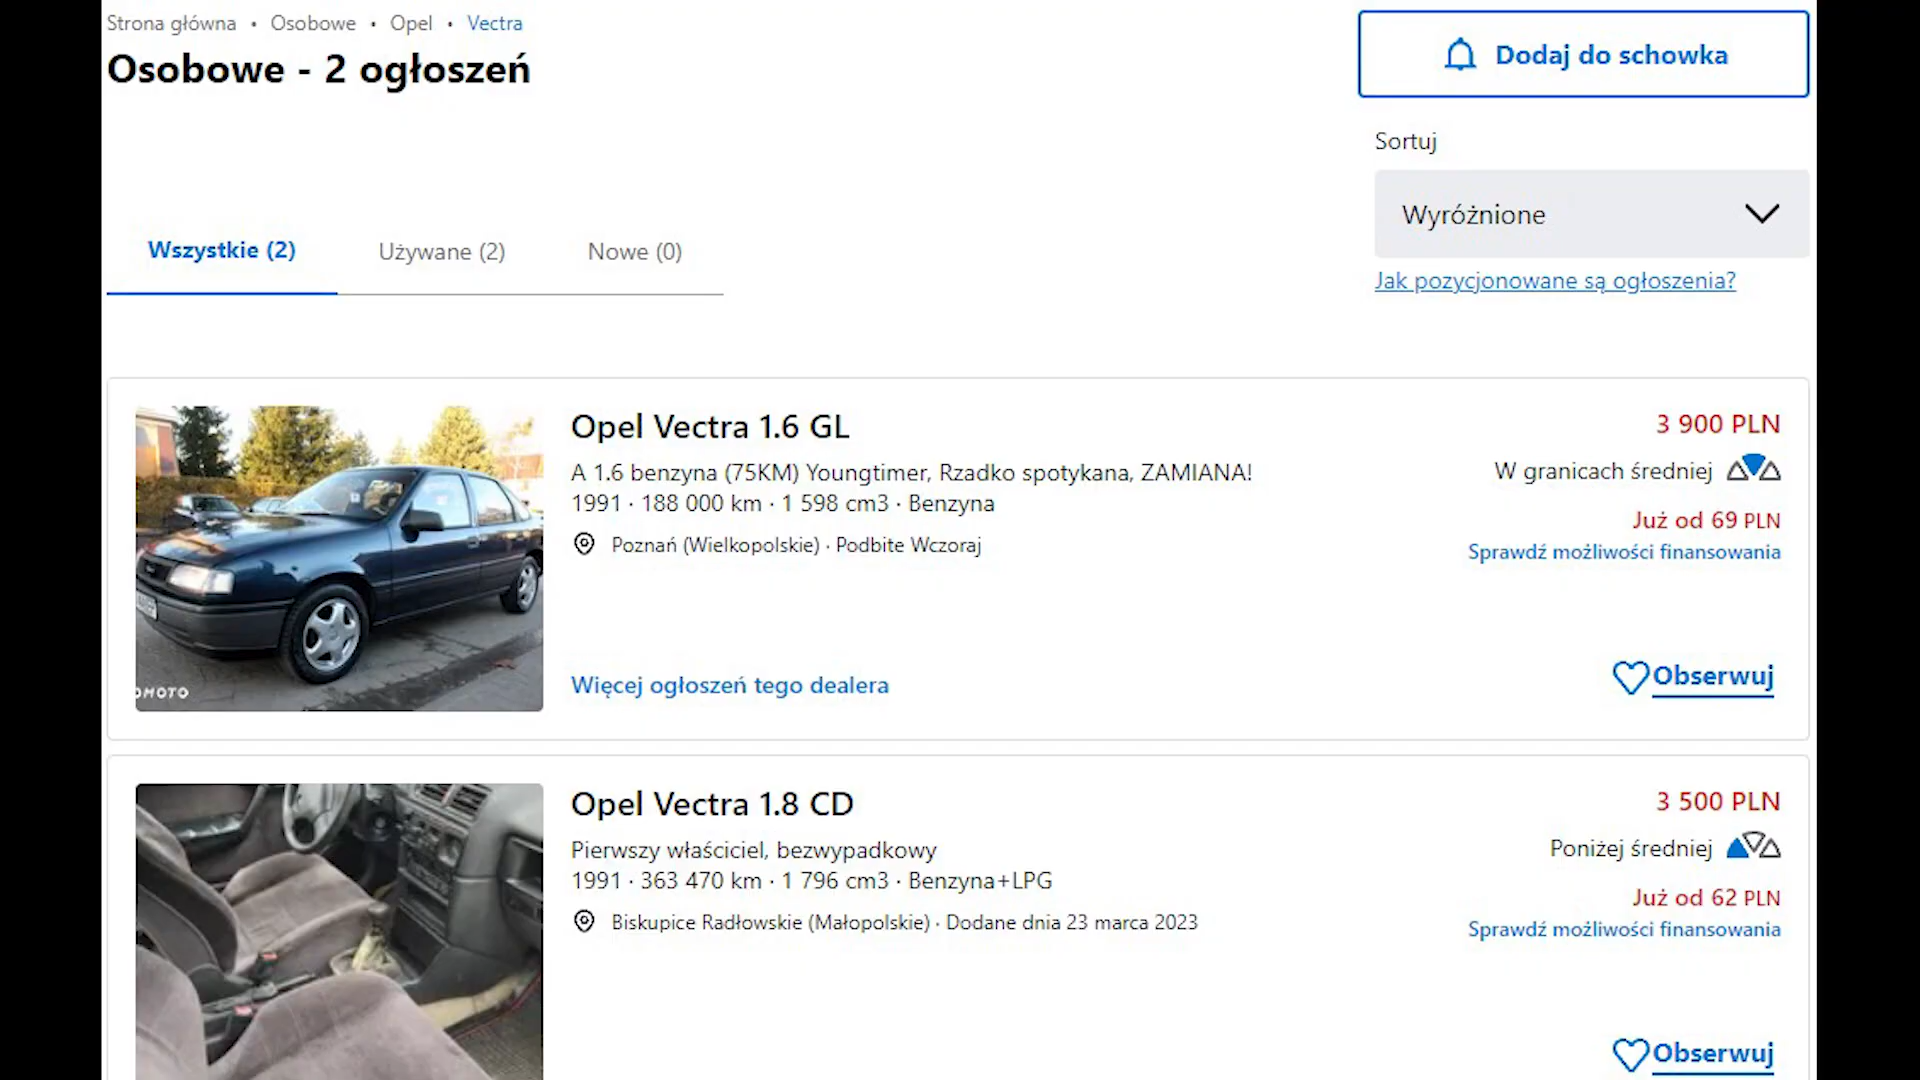 Strona główna • Osobowe • Opel • Vectra
Osobowe - 2 ogłoszeń
Dodaj do schowka
Sortuj
Wyróżnione
Jak pozycjonowane są ogłoszenia?
Wszystkie (2) Używane (2) Nowe (0)
Opel Vectra 1.6 GL
3 900 PLN
A 1.6 benzyna (75KM) Youngtimer, Rzadko spotykana, ZAMIANA!
W granicach średniej
1991 · 188 000 km · 1 598 cm3 · Benzyna
Już od 69 PLN
Poznań (Wielkopolskie) · Podbite Wczoraj
Sprawdź możliwości finansowania
Więcej ogłoszeń tego dealera
Obserwuj
OMOTO
Opel Vectra 1.8 CD
3 500 PLN
Pierwszy właściciel, bezwypadkowy
Poniżej średniej
1991 · 363 470 km · 1 796 cm3 · Benzyna+LPG
Już od 62 PLN
Biskupice Radłowskie (Małopolskie) · Dodane dnia 23 marca 2023
Sprawdź możliwości finansowania
Obserwuj